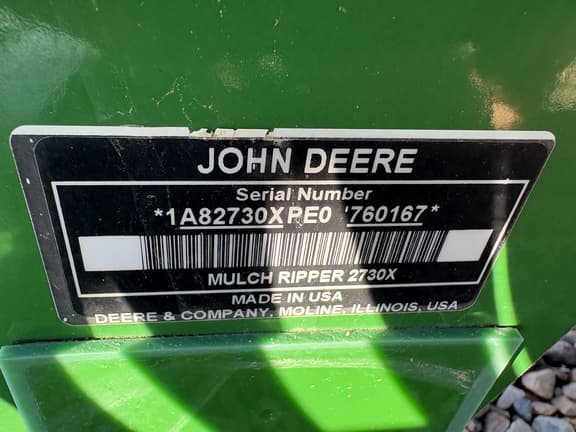 JOHN DEERE
Serial Number
*1A82730XPE0 '760167*
MULCH RIPPER 2730X
MADE IN USA
DEERE & COMPANY, MOLINE, ILLINOIS, USA